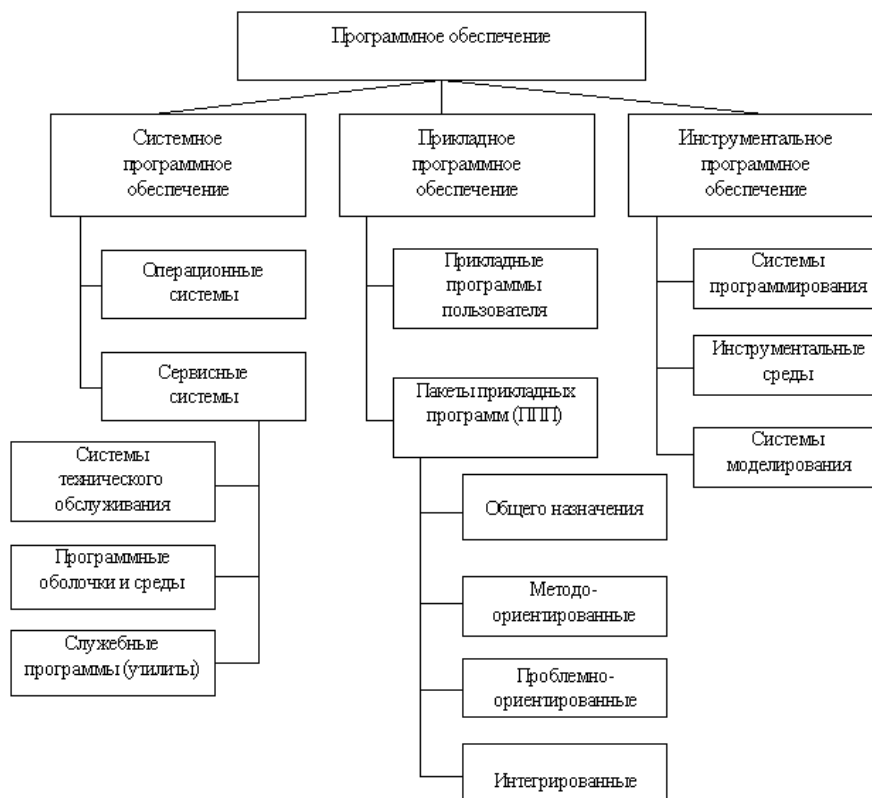 Программное обеспечение
Системное
программное
обеспечение
Прикладное
программное
обеспечение
Инструментальное
программное
обеспечение
Операционные
системы
Сервисные
системы
Системы
технического
обслуживания
Программные
оболочки и среды
Служебные
программы (утилиты)
Прикладные
программы
пользователя
Пакеты прикладных
программ (ППП)
Общего назначения
Методо-
ориентированные
Проблемно-
ориентированные
Интегрированные
Системы
программирования
Инструментальные
среды
Системы
моделирования